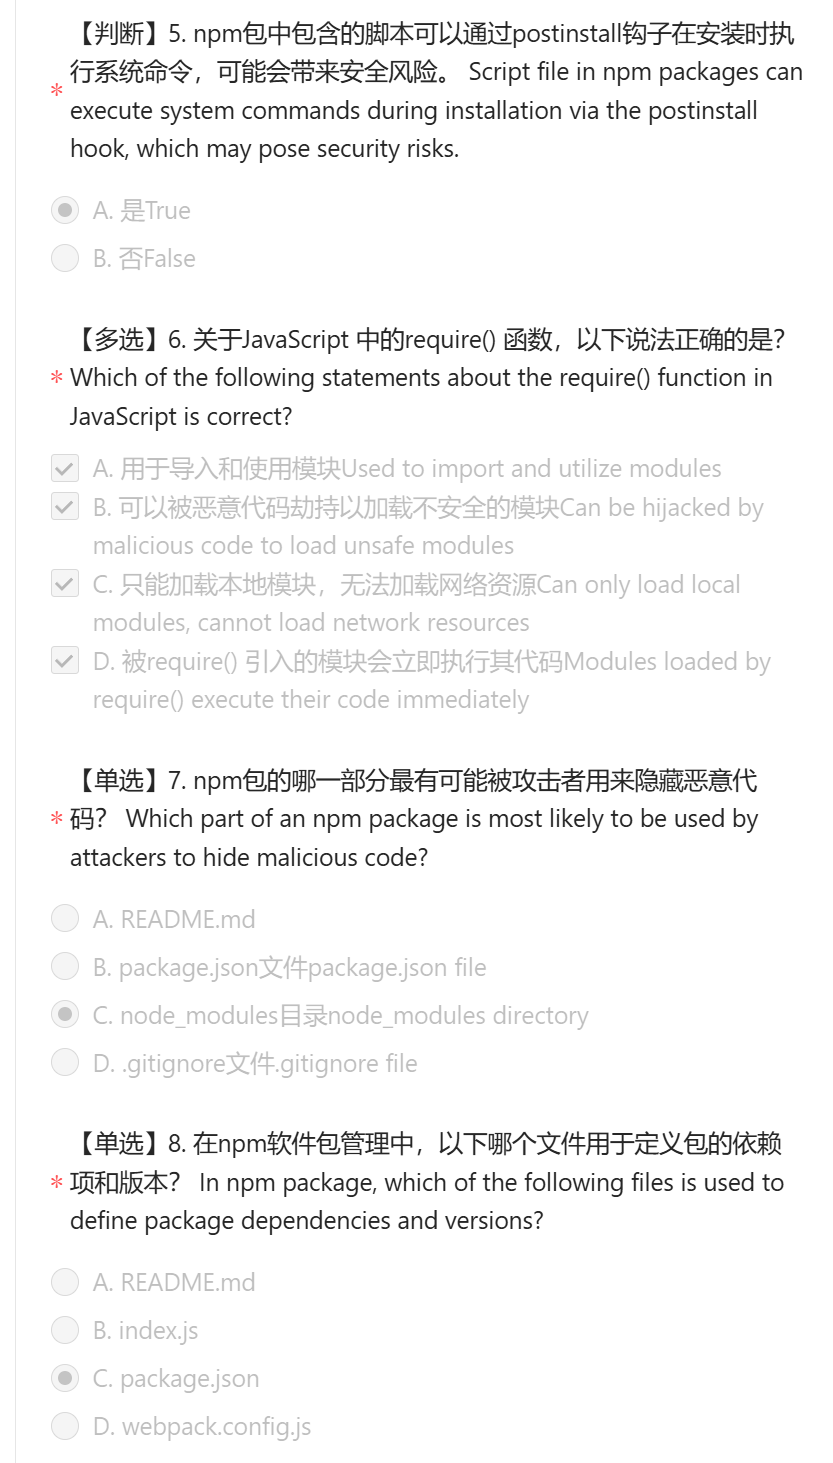 【判断】5. npm包中包含的脚本可以通过postinstall钩子在安装时执
行系统命令，可能会带来安全风险。 Script file in npm packages can
* execute system commands during installation via the postinstall
hook, which may pose security risks.
A. 是True
B. 否False
【多选】6. 关于JavaScript 中的require() 函数，以下说法正确的是？
* Which of the following statements about the require() function in
JavaScript is correct?
A. 用于导入和使用模块Used to import and utilize modules
B. 可以被恶意代码劫持以加载不安全的模块Can be hijacked by
malicious code to load unsafe modules
C. 只能加载本地模块，无法加载网络资源Can only load local
modules, cannot load network resources
D. 被require() 引入的模块会立即执行其代码Modules loaded by
require() execute their code immediately
【单选】7. npm包的哪一部分最有可能被攻击者用来隐藏恶意代
* 码？ Which part of an npm package is most likely to be used by
attackers to hide malicious code?
A. README.md
B. package.json文件package.json file
C. node_modules目录node_modules directory
D. .gitignore文件.gitignore file
【单选】8. 在npm软件包管理中，以下哪个文件用于定义包的依赖
* 项和版本？ In npm package, which of the following files is used to
define package dependencies and versions?
A. README.md
B. index.js
C. package.json
D. webpack.config.js